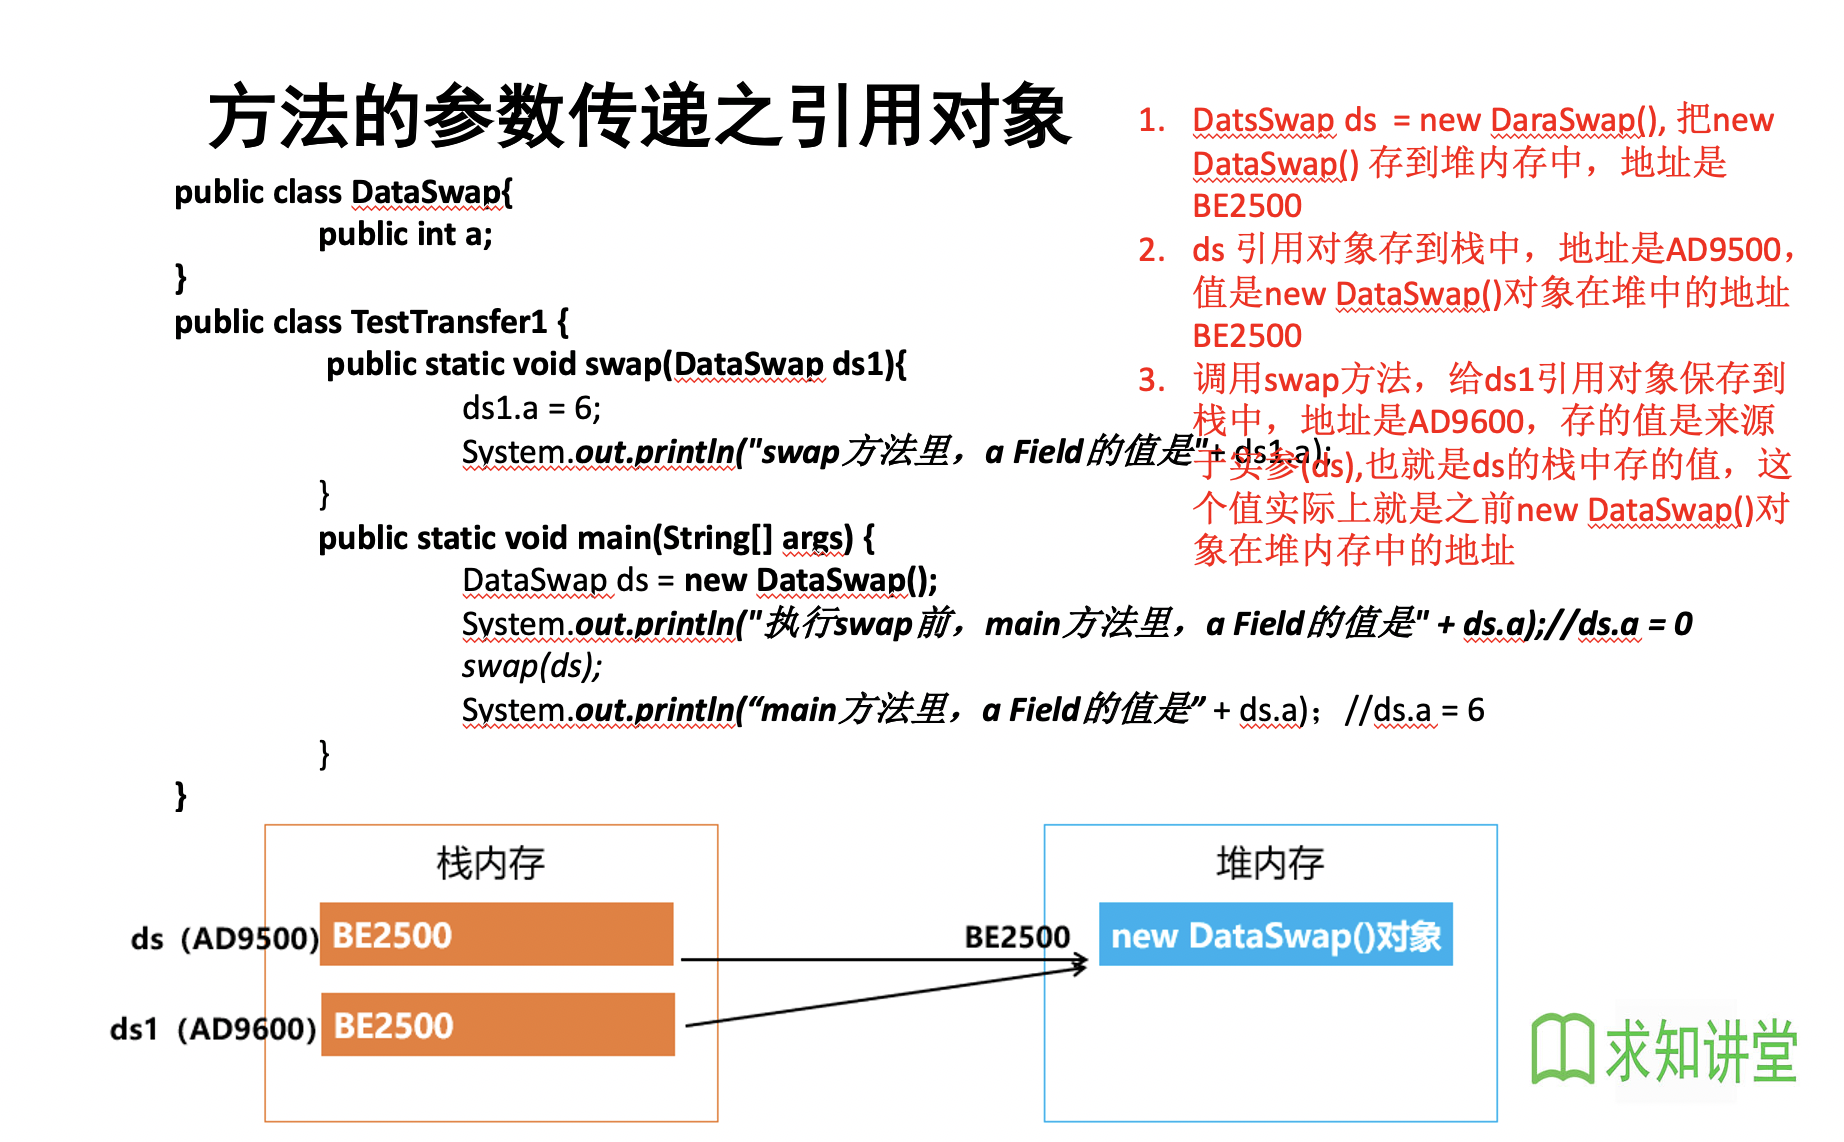 方法的参数传递之引用对象
public class DataSwap{
public int a;
}
public class TestTransfer1 {
public static void swap(DataSwap ds1){
ds1.a = 6;
System.out.println("swap方法里，a Field的值是"+ ds1.a);
}
public static void main(String[] args) {
DataSwap ds = new DataSwap();
System.out.println("执行swap前，main方法里，a Field的值是" + ds.a);//ds.a = 0
swap(ds);
System.out.println(“main方法里，a Field的值是” + ds.a)；//ds.a = 6
}
}
1. DatsSwap ds = new DaraSwap(), 把new
DataSwap() 存到堆内存中，地址是
BE2500
2. ds 引用对象存到栈中，地址是AD9500，
值是new DataSwap()对象在堆中的地址
BE2500
3. 调用swap方法，给ds1引用对象保存到
栈中，地址是AD9600，存的值是来源
于实参(ds),也就是ds的栈中存的值，这
个值实际上就是之前new DataSwap()对
象在堆内存中的地址
栈内存
ds（AD9500）
BE2500
ds1（AD9600）
BE2500
堆内存
BE2500
new DataSwap()对象
求知讲堂